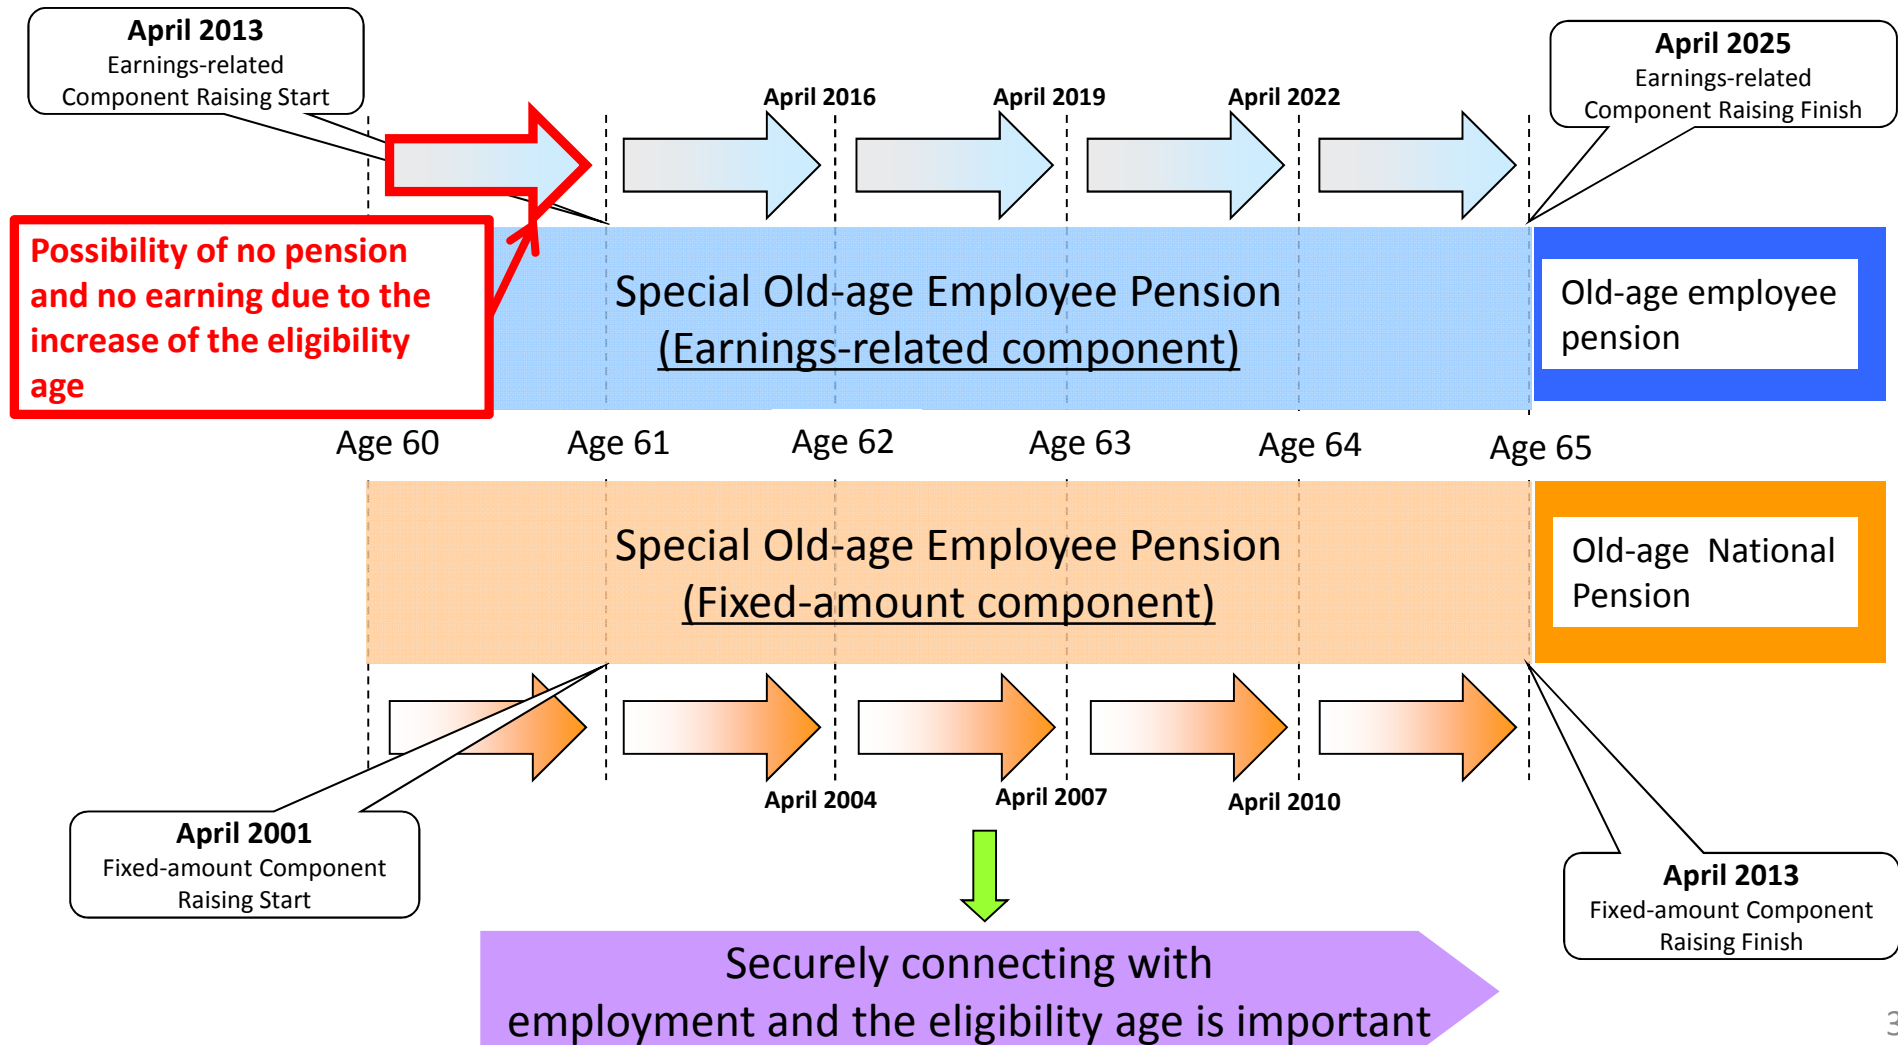 April 2013
Earnings-related
Component Raising Start
April 2016
April 2019
April 2022
April 2025
Earnings-related
Component Raising Finish
Possibility of no pension
and no earning due to the
increase of the eligibility
age
Special Old-age Employee Pension
(Earnings-related component)
Old-age employee
pension
Age 60
Age 61
Age 62
Age 63
Age 64
Age 65
Special Old-age Employee Pension
(Fixed-amount component)
Old-age National
Pension
April 2004
April 2007
April 2010
April 2001
Fixed-amount Component
Raising Start
April 2013
Fixed-amount Component
Raising Finish
Securely connecting with
employment and the eligibility age is important
3